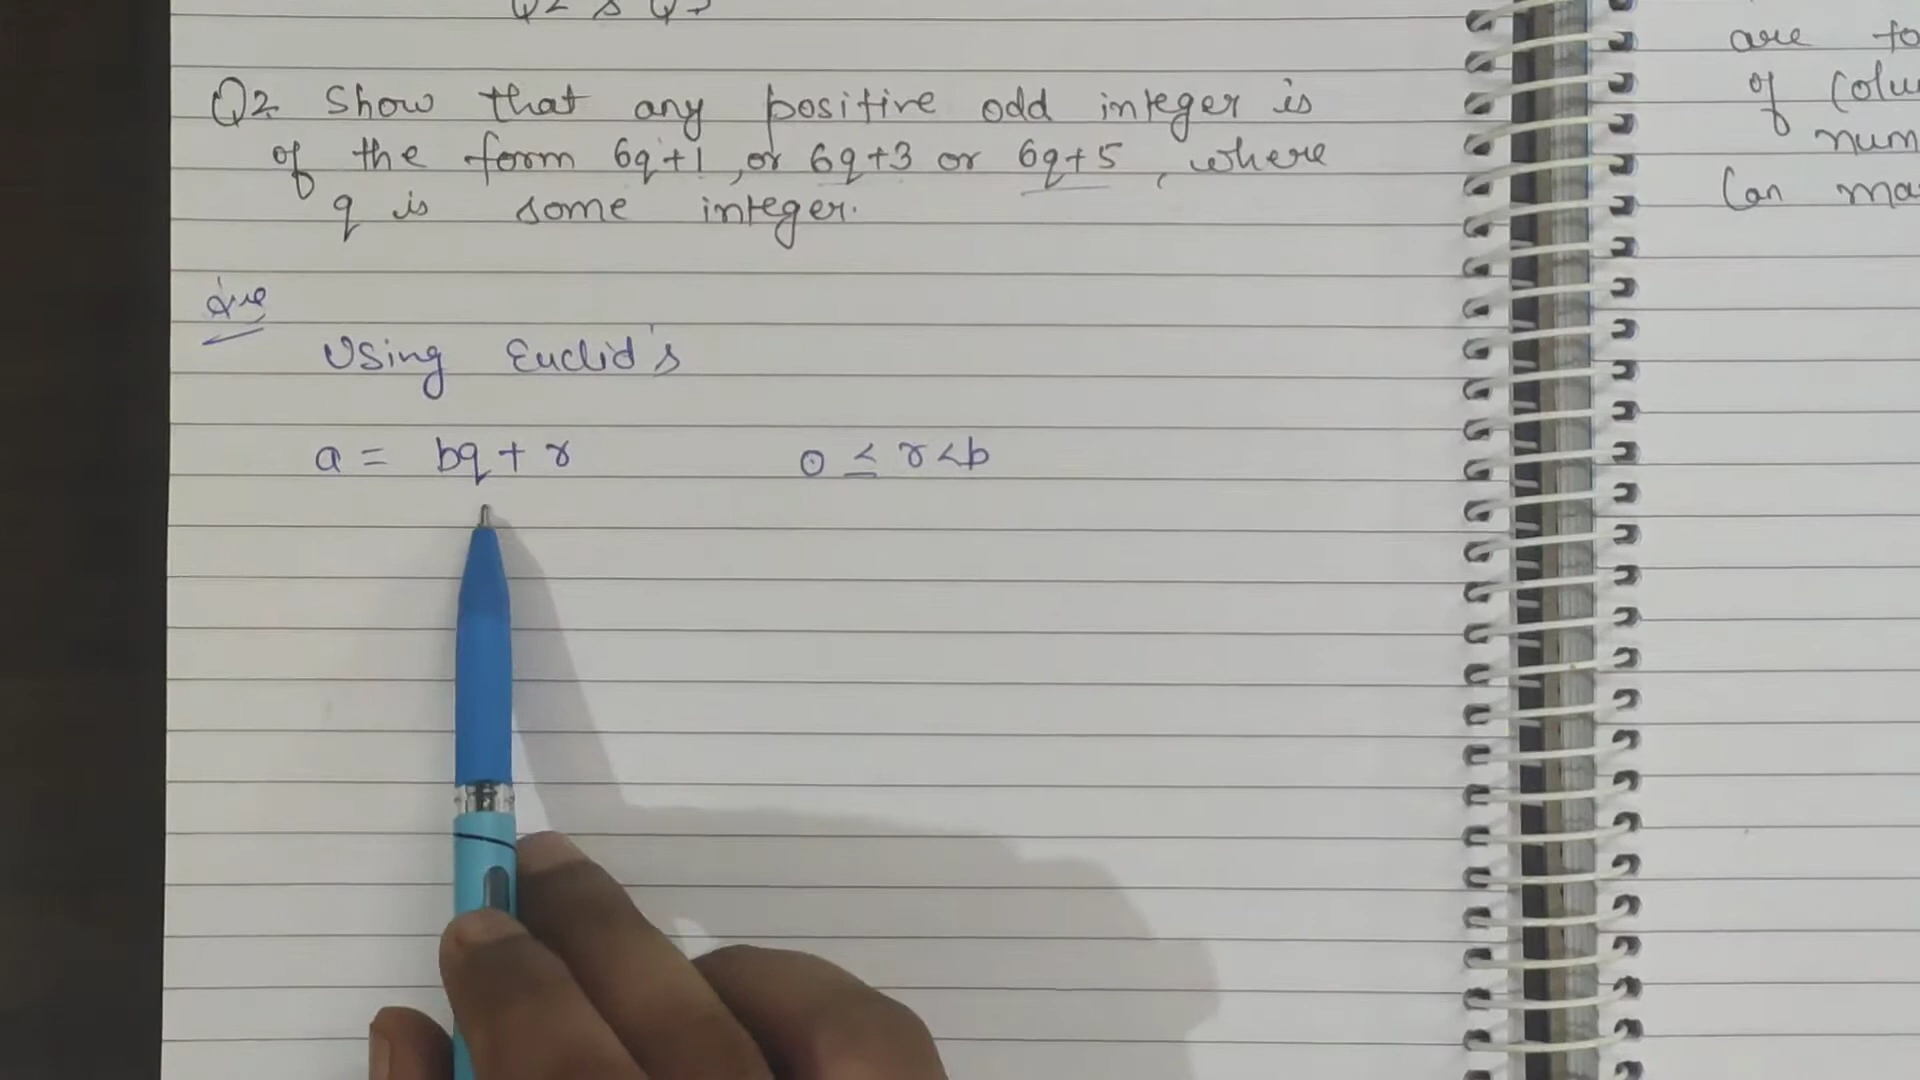 Q2 Show that any positive odd integer is
of the form 6q+1, or 6q+3 or 6q+5, where
q is some integer.
Using Euclid's
a = bq + r 0 ≤ r < b
are
of
num
Can